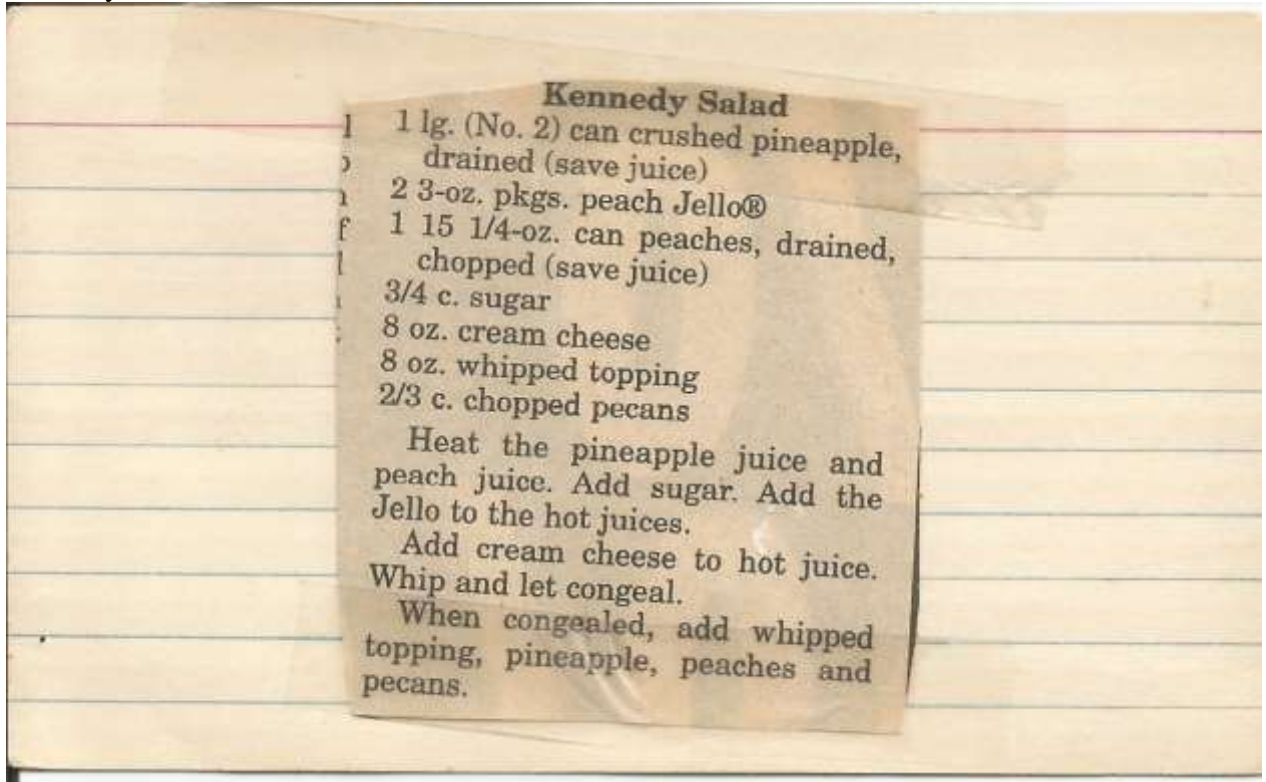 Kennedy Salad
1 lg. (No. 2) can crushed pineapple,
drained (save juice)
2 3-oz. pkgs. peach Jello®
1 15 1/4-oz. can peaches, drained,
chopped (save juice)
3/4 c. sugar
8 oz. cream cheese
8 oz. whipped topping
2/3 c. chopped pecans
Heat the pineapple juice and
peach juice. Add sugar. Add the
Jello to the hot juices.
Add cream cheese to hot juice.
Whip and let congeal.
When congealed, add whipped
topping, pineapple, peaches and
pecans.